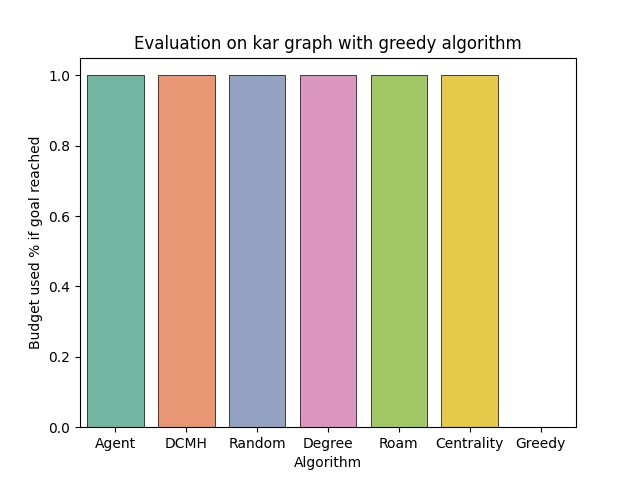 Evaluation on kar graph with greedy algorithm
Budget used % if goal reached
1.0
0.8
0.6
0.4
0.2
0.0
Agent DCMH Random Degree Roam Centrality Greedy
Algorithm